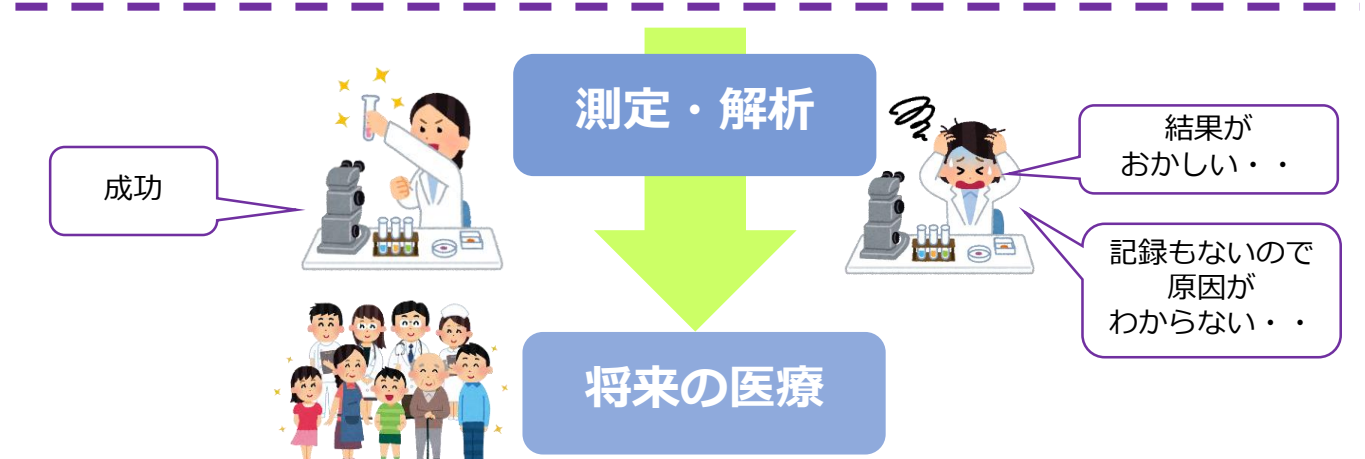 測定・解析
成功
結果が
おかしい・・
記録もないので
原因が
わからない・・
将来の医療